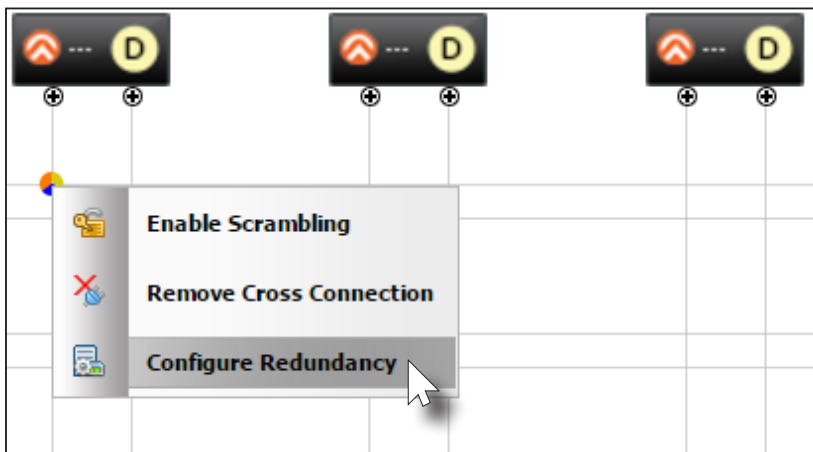 --- D
--- D
--- D
Enable Scrambling
Remove Cross Connection
Configure Redundancy